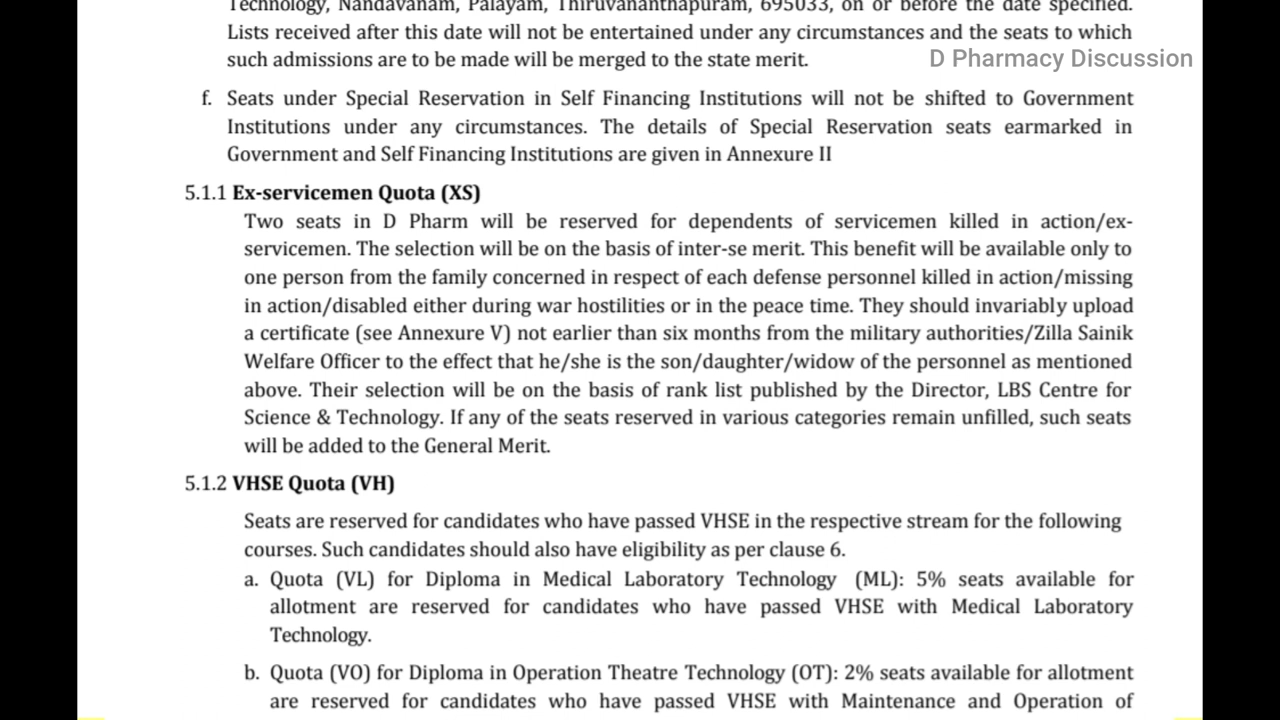 Technology, Nandavanam, Palayam, Thiruvananthapuram, 695033, on or before the date specified.
Lists received after this date will not be entertained under any circumstances and the seats to which
such admissions are to be made will be merged to the state merit.
D Pharmacy Discussion
f. Seats under Special Reservation in Self Financing Institutions will not be shifted to Government
Institutions under any circumstances. The details of Special Reservation seats earmarked in
Government and Self Financing Institutions are given in Annexure II
5.1.1 Ex-servicemen Quota (XS)
Two seats in D Pharm will be reserved for dependents of servicemen killed in action/ex-
servicemen. The selection will be on the basis of inter-se merit. This benefit will be available only to
one person from the family concerned in respect of each defense personnel killed in action/missing
in action/disabled either during war hostilities or in the peace time. They should invariably upload
a certificate (see Annexure V) not earlier than six months from the military authorities/Zilla Sainik
Welfare Officer to the effect that he/she is the son/daughter/widow of the personnel as mentioned
above. Their selection will be on the basis of rank list published by the Director, LBS Centre for
Science & Technology. If any of the seats reserved in various categories remain unfilled, such seats
will be added to the General Merit.
5.1.2 VHSE Quota (VH)
Seats are reserved for candidates who have passed VHSE in the respective stream for the following
courses. Such candidates should also have eligibility as per clause 6.
a. Quota (VL) for Diploma in Medical Laboratory Technology (ML): 5% seats available for
allotment are reserved for candidates who have passed VHSE with Medical Laboratory
Technology.
b. Quota (VO) for Diploma in Operation Theatre Technology (OT): 2% seats available for allotment
are reserved for candidates who have passed VHSE with Maintenance and Operation of